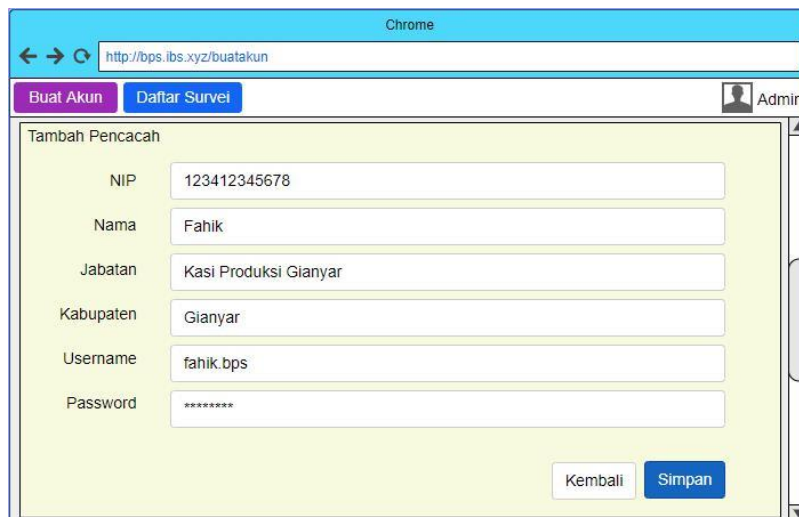 Chrome
http://bps.ibs.xyz/buatakun
Buat Akun Daftar Survei Admin
Tambah Pencacah
NIP 123412345678
Nama Fahik
Jabatan Kasi Produksi Gianyar
Kabupaten Gianyar
Username fahik.bps
Password ********
Kembali Simpan